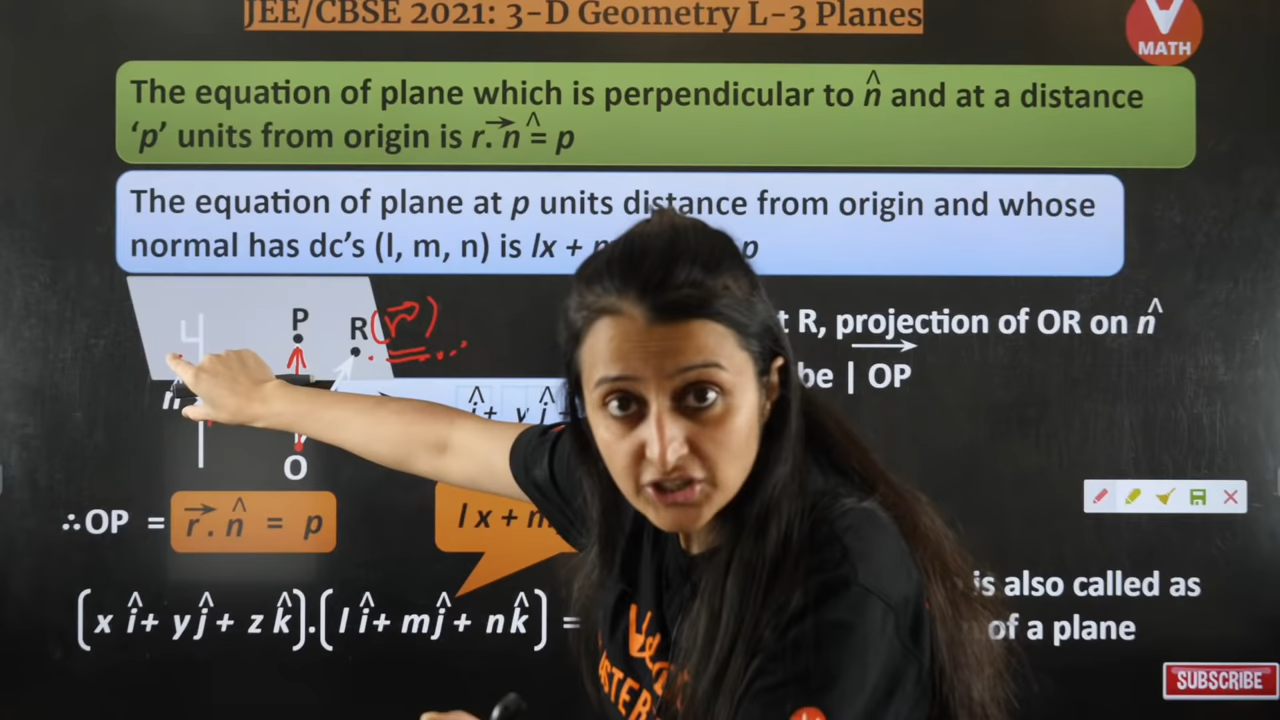 JEE/CBSE 2021: 3-D Geometry L-3 Planes
MATH
The equation of plane which is perpendicular to n̂ and at a distance
‘p’ units from origin is r⃗. n̂ = p
The equation of plane at p units distance from origin and whose
normal has dc’s (l, m, n) is lx + p
P
R (r⃗)
R, projection of OR on n̂
be | OP
n
î + y ĵ
O
∴OP = r⃗ . n̂ = p
l x + m
(x î + y ĵ + z k̂).(l î + m ĵ + n k̂) =
is also called as
of a plane
SUBSCRIBE